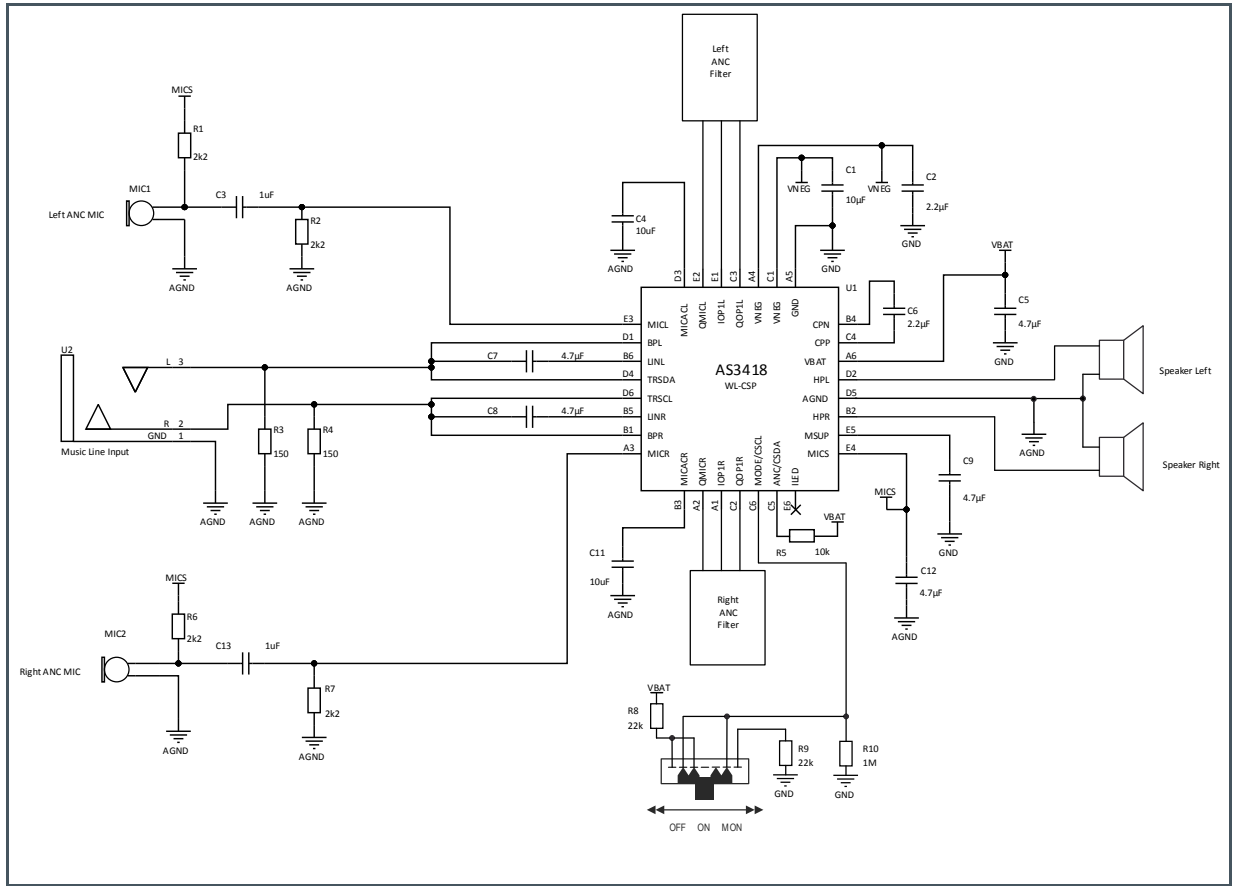 Left
ANC
Filter
MICS
R1
2k2
MIC1
Left ANC MIC
C3 1uF
R2
2k2
AGND
AGND
C4
10uF
AGND
VNEG
C1
10µF
GND
VNEG
C2
2.2µF
GND
D3 E2 E1 C3 A4 C1 A5
MICACL QMICL IOP1L QOP1L VNEG VNEG GND
U1
AS3418
WL-CSP
E3 MICL
D1 BPL
B6 LINL
D4 TRSDA
D6 TRSCL
B5 LINR
B1 BPR
A3 MICR
CPN B4
CPP C4
VBAT A6
HPL D2
AGND D5
HPR B2
MSUP E5
MICS E4
MICACR QMICR IOP1R QOP1R MODE/CSCL ANC/CSDA ILED
B3 A2 A1 C2 C6 C5 E6
C6
2.2µF
VBAT
C5
4.7µF
GND
Speaker Left
AGND
Speaker Right
C9
4.7µF
GND
MICS
C12
4.7µF
AGND
U2
L 3
R 2
GND 1
Music Line Input
C7 4.7µF
C8 4.7µF
R3
150
R4
150
AGND
AGND
AGND
VBAT
R5 10k
C11
10uF
AGND
Right
ANC
Filter
MICS
R6
2k2
MIC2
Right ANC MIC
C13 1uF
R7
2k2
AGND
AGND
VBAT
R8
22k
R9
22k
GND
R10
1M
GND
OFF ON MON